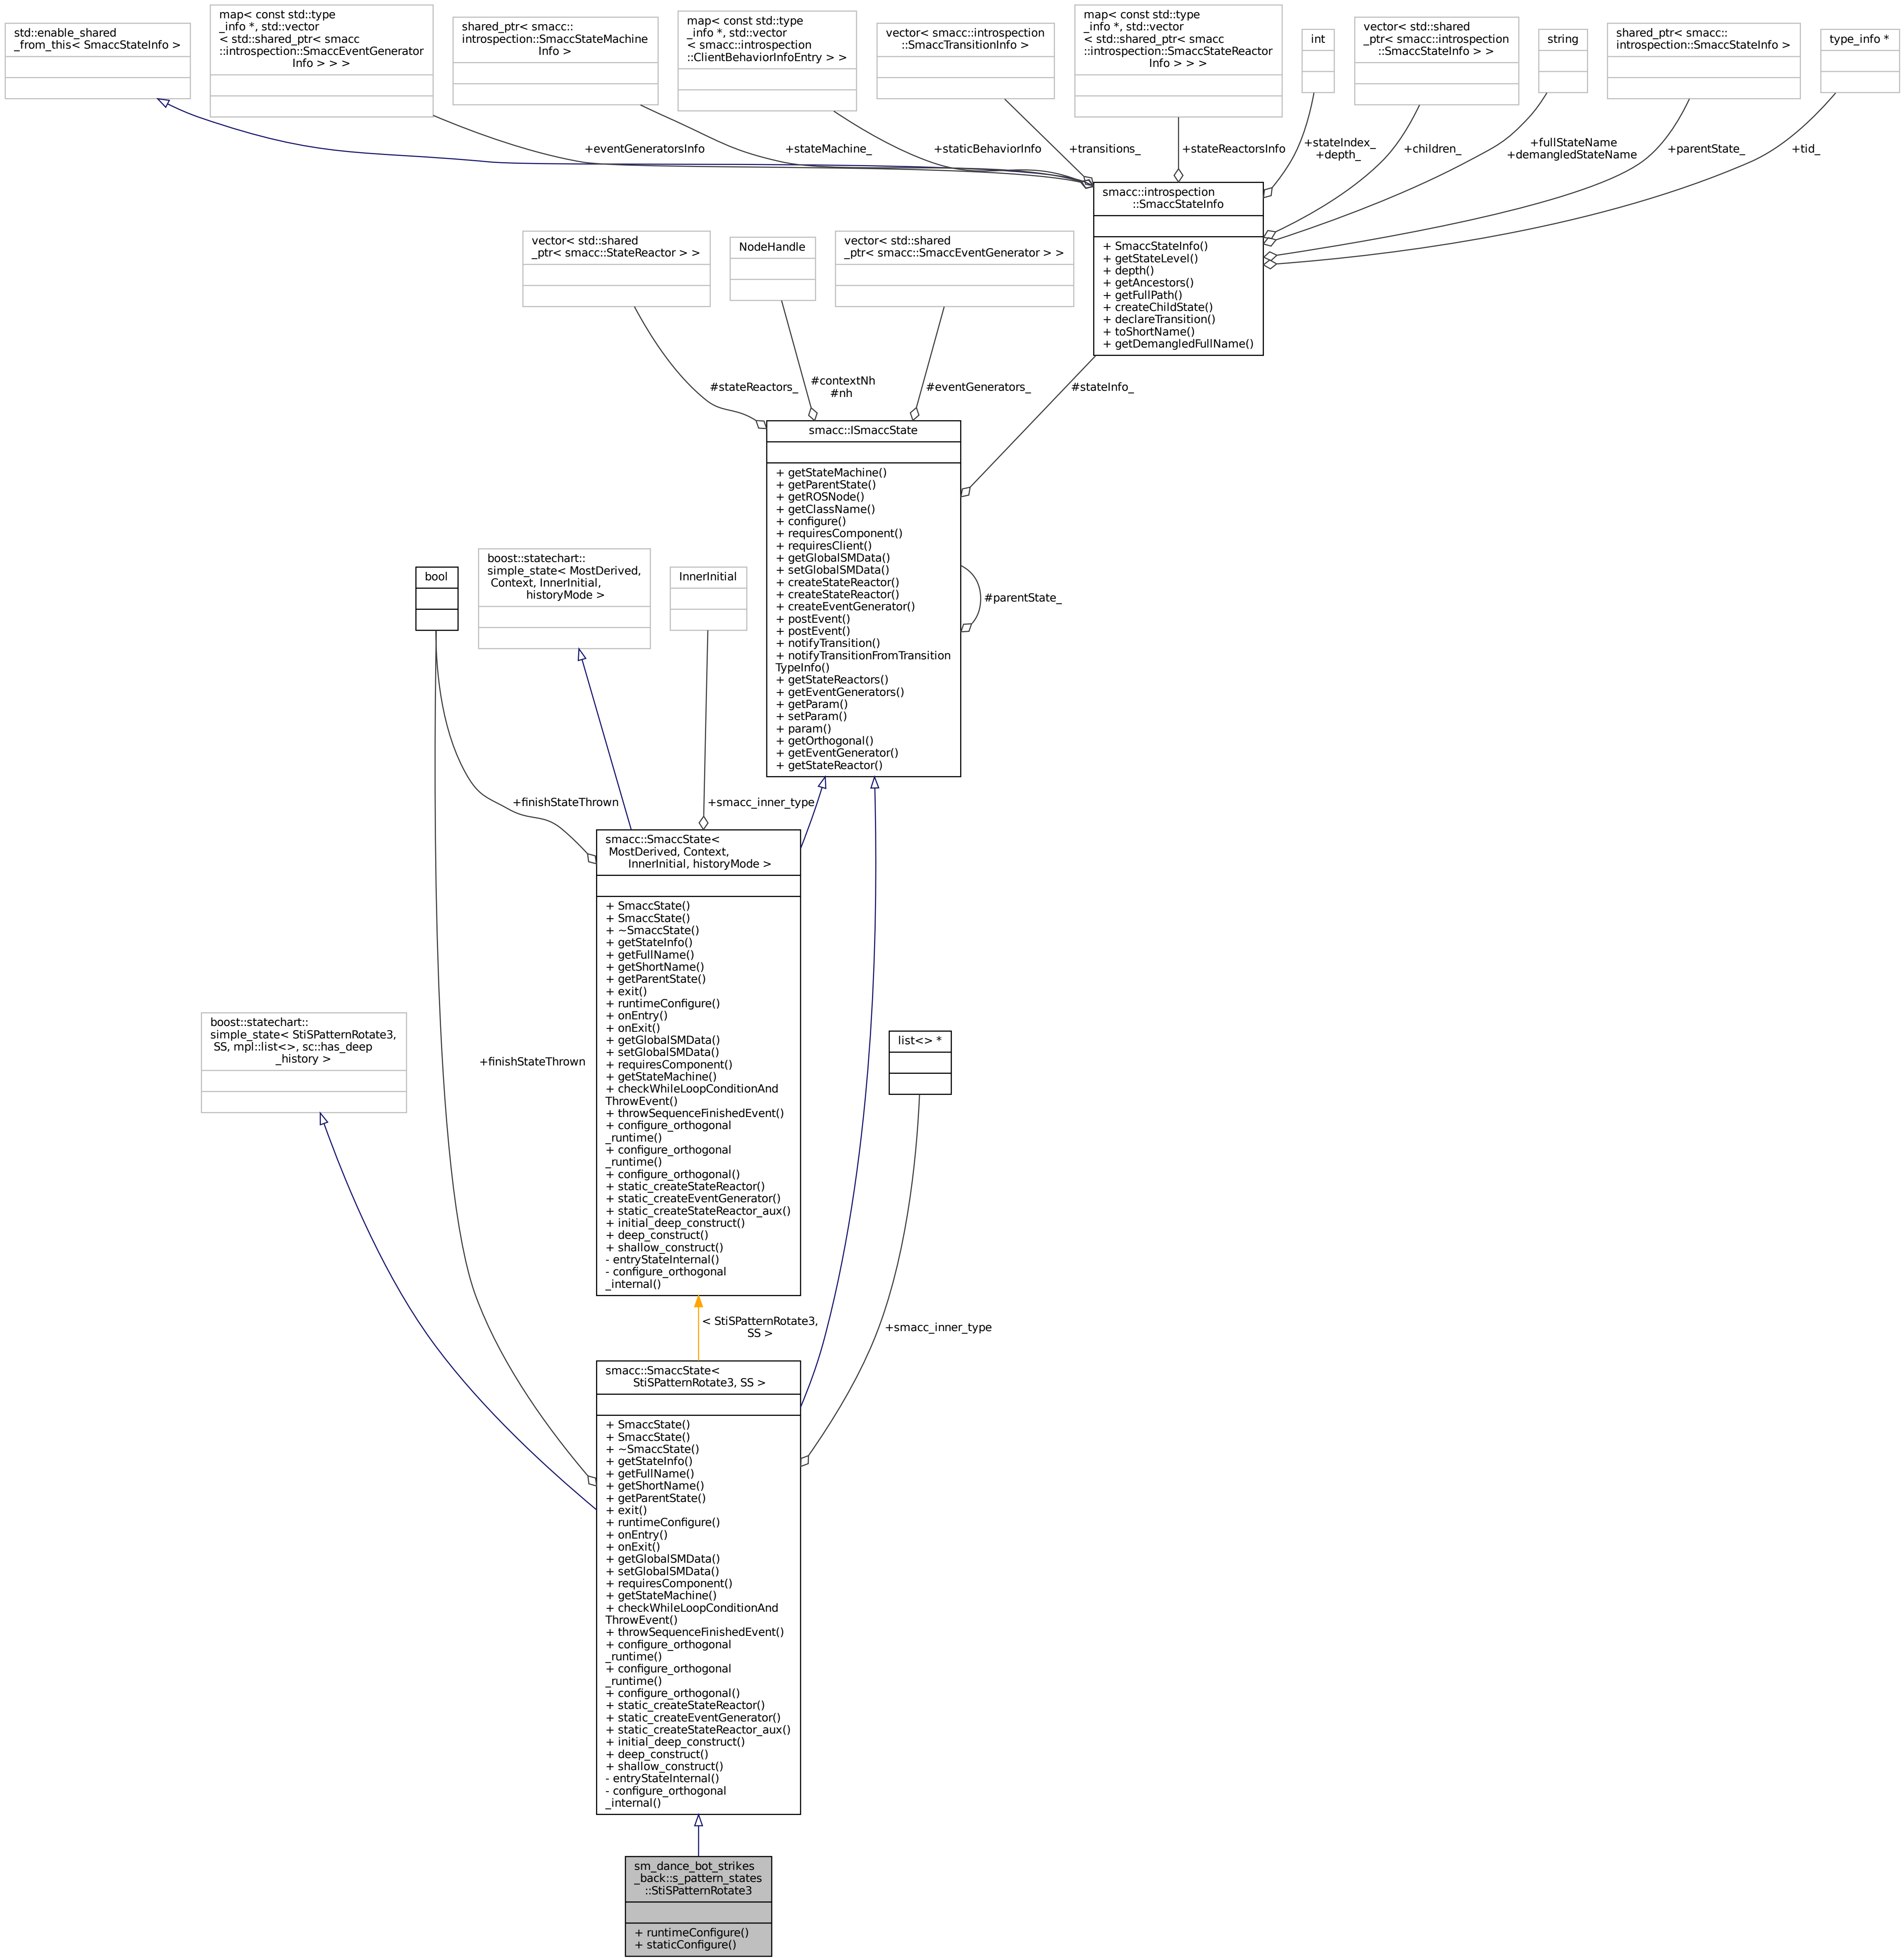 std::enable_shared
_from_this< SmaccStateInfo >
map< const std::type
_info *, std::vector
< std::shared_ptr< smacc
::introspection::SmaccEventGenerator
Info > > >
shared_ptr< smacc::
introspection::SmaccStateMachine
Info >
map< const std::type
_info *, std::vector
< smacc::introspection
::ClientBehaviorInfoEntry > >
vector< smacc::introspection
::SmaccTransitionInfo >
map< const std::type
_info *, std::vector
< std::shared_ptr< smacc
::introspection::SmaccStateReactor
Info > > >
int
vector< std::shared
_ptr< smacc::introspection
::SmaccStateInfo > >
string
shared_ptr< smacc::
introspection::SmaccStateInfo >
type_info *
+eventGeneratorsInfo
+stateMachine_
+staticBehaviorInfo
+transitions_
+stateReactorsInfo
+stateIndex_
+depth_
+children_
+fullStateName
+demangledStateName
+parentState_
+tid_
smacc::introspection
::SmaccStateInfo
+ SmaccStateInfo()
+ getStateLevel()
+ depth()
+ getAncestors()
+ getFullPath()
+ createChildState()
+ declareTransition()
+ toShortName()
+ getDemangledFullName()
vector< std::shared
_ptr< smacc::StateReactor > >
NodeHandle
vector< std::shared
_ptr< smacc::SmaccEventGenerator > >
#stateReactors_
#contextNh
#nh
#eventGenerators_
#stateInfo_
smacc::ISmaccState
+ getStateMachine()
+ getParentState()
+ getROSNode()
+ getClassName()
+ configure()
+ requiresComponent()
+ requiresClient()
+ getGlobalSMData()
+ setGlobalSMData()
+ createStateReactor()
+ createStateReactor()
+ createEventGenerator()
+ postEvent()
+ postEvent()
+ notifyTransition()
+ notifyTransitionFromTransition
TypeInfo()
+ getStateReactors()
+ getEventGenerators()
+ getParam()
+ setParam()
+ param()
+ getOrthogonal()
+ getEventGenerator()
+ getStateReactor()
#parentState_
bool
boost::statechart::
simple_state< MostDerived,
Context, InnerInitial,
historyMode >
InnerInitial
+finishStateThrown
+smacc_inner_type
smacc::SmaccState<
MostDerived, Context,
InnerInitial, historyMode >
+ SmaccState()
+ SmaccState()
+ ~SmaccState()
+ getStateInfo()
+ getFullName()
+ getShortName()
+ getParentState()
+ exit()
+ runtimeConfigure()
+ onEntry()
+ onExit()
+ getGlobalSMData()
+ setGlobalSMData()
+ requiresComponent()
+ getStateMachine()
+ checkWhileLoopConditionAnd
ThrowEvent()
+ throwSequenceFinishedEvent()
+ configure_orthogonal
_runtime()
+ configure_orthogonal
_runtime()
+ configure_orthogonal()
+ static_createStateReactor()
+ static_createEventGenerator()
+ static_createStateReactor_aux()
+ initial_deep_construct()
+ deep_construct()
+ shallow_construct()
- entryStateInternal()
- configure_orthogonal
_internal()
boost::statechart::
simple_state< StiSPatternRotate3,
SS, mpl::list<>, sc::has_deep
_history >
+finishStateThrown
list<> *
< StiSPatternRotate3,
SS >
+smacc_inner_type
smacc::SmaccState<
StiSPatternRotate3, SS >
+ SmaccState()
+ SmaccState()
+ ~SmaccState()
+ getStateInfo()
+ getFullName()
+ getShortName()
+ getParentState()
+ exit()
+ runtimeConfigure()
+ onEntry()
+ onExit()
+ getGlobalSMData()
+ setGlobalSMData()
+ requiresComponent()
+ getStateMachine()
+ checkWhileLoopConditionAnd
ThrowEvent()
+ throwSequenceFinishedEvent()
+ configure_orthogonal
_runtime()
+ configure_orthogonal
_runtime()
+ configure_orthogonal()
+ static_createStateReactor()
+ static_createEventGenerator()
+ static_createStateReactor_aux()
+ initial_deep_construct()
+ deep_construct()
+ shallow_construct()
- entryStateInternal()
- configure_orthogonal
_internal()
sm_dance_bot_strikes
_back::s_pattern_states
::StiSPatternRotate3
+ runtimeConfigure()
+ staticConfigure()